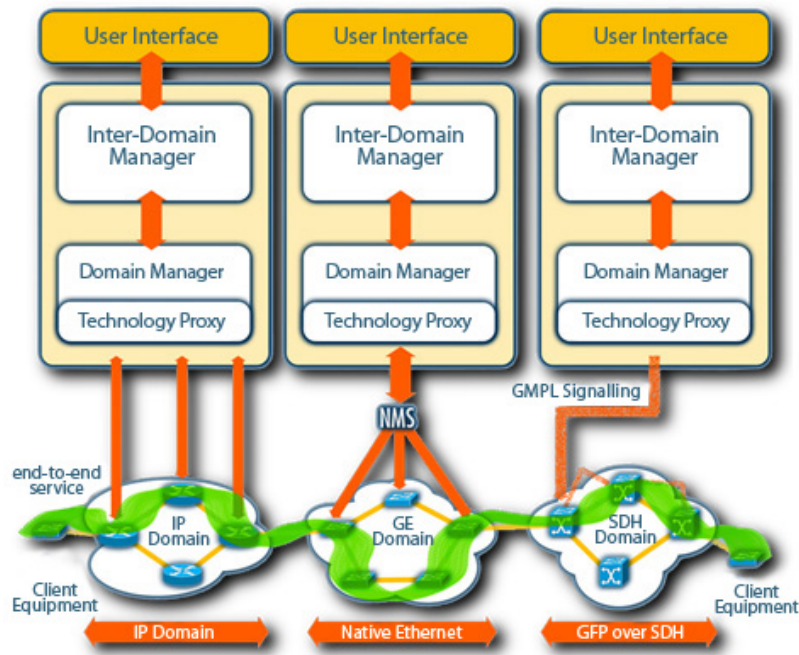 User Interface
User Interface
User Interface
Inter-Domain
Manager
Inter-Domain
Manager
Inter-Domain
Manager
Domain Manager
Technology Proxy
Domain Manager
Technology Proxy
Domain Manager
Technology Proxy
GMPL Signalling
NMS
end-to-end
service
IP
Domain
GE
Domain
SDH
Domain
Client
Equipment
Client
Equipment
IP Domain
Native Ethernet
GFP over SDH